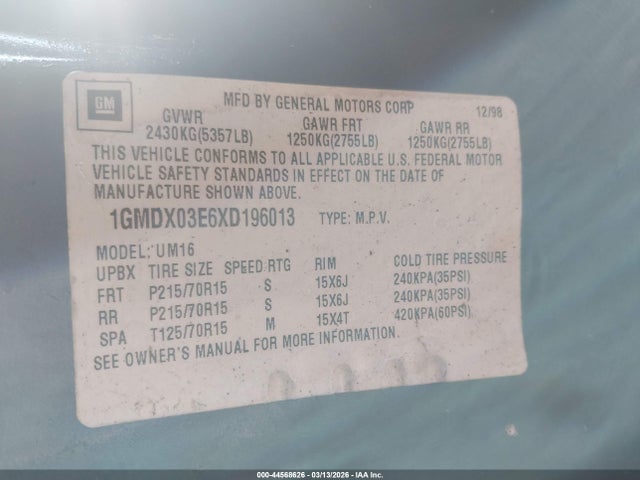 GM
MFD BY GENERAL MOTORS CORP 12/98
GVWR GAWR FRT GAWR RR
2430KG(5357LB) 1250KG(2755LB) 1250KG(2755LB)
THIS VEHICLE CONFORMS TO ALL APPLICABLE U.S. FEDERAL MOTOR
VEHICLE SAFETY STANDARDS IN EFFECT ON THE DATE OF
MANUFACTURE SHOWN ABOVE.
1GMDX03E6XD196013 TYPE: M.P.V.
MODEL: UM16
UPBX TIRE SIZE SPEED RTG RIM COLD TIRE PRESSURE
FRT P215/70R15 S 15X6J 240KPA(35PSI)
RR P215/70R15 S 15X6J 240KPA(35PSI)
SPA T125/70R15 M 15X4T 420KPA(60PSI)
SEE OWNER'S MANUAL FOR MORE INFORMATION.
000-44568626 - 03/13/2026 - IAA Inc.